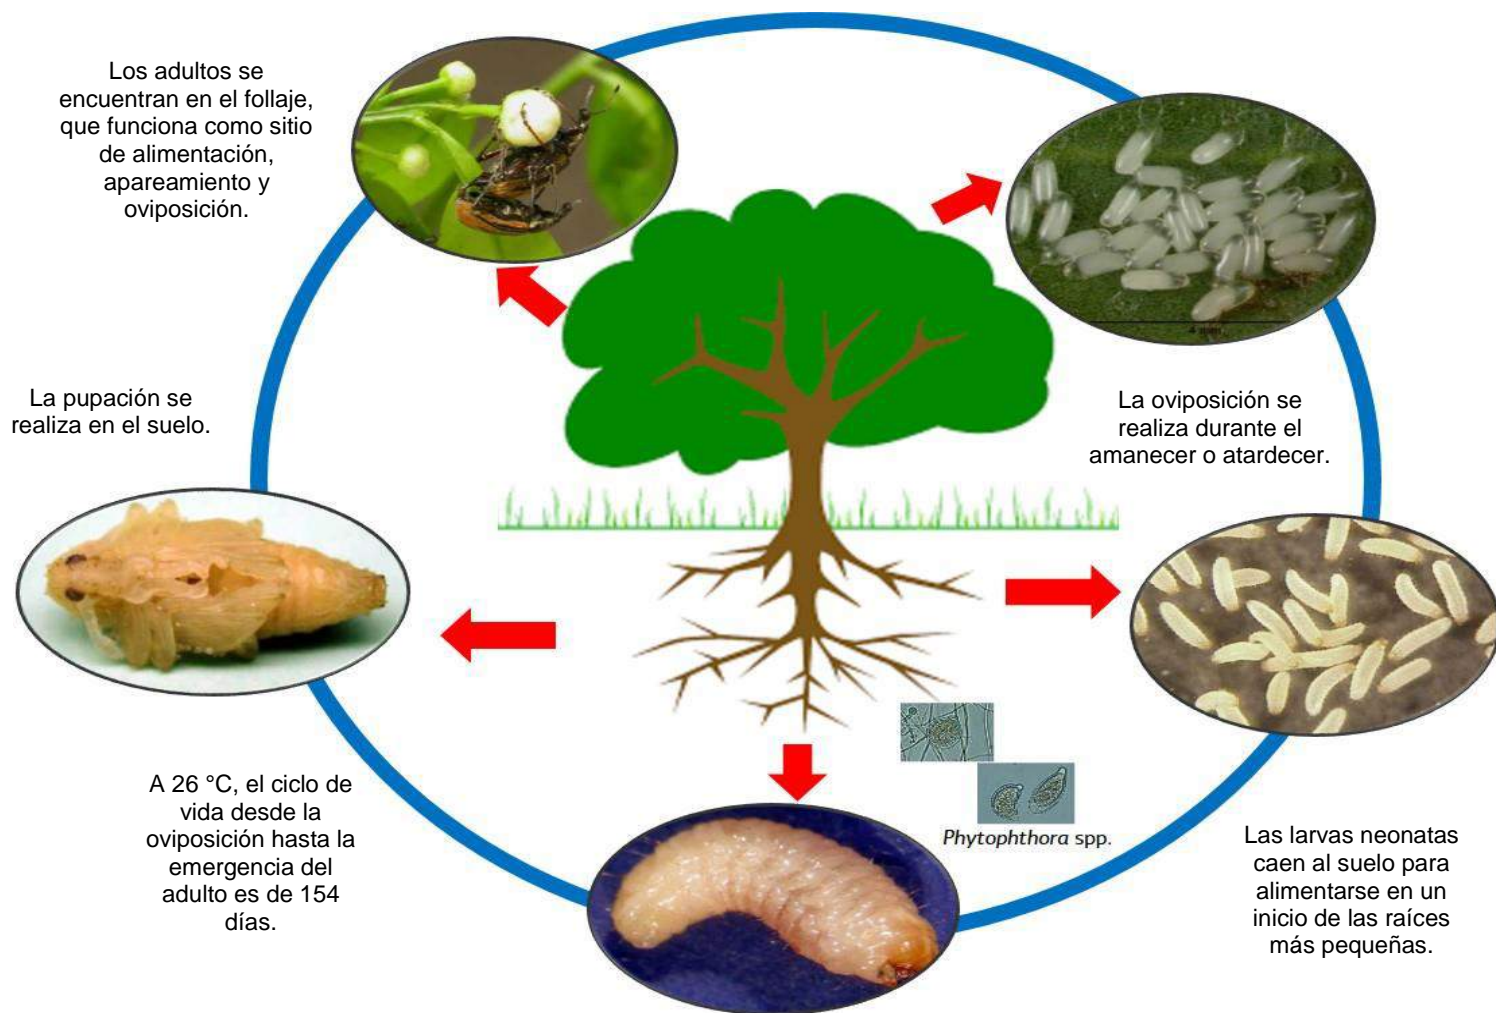 Los adultos se
encuentran en el follaje,
que funciona como sitio
de alimentación,
apareamiento y
oviposición.
4 mm
La pupación se
realiza en el suelo.
La oviposición se
realiza durante el
amanecer o atardecer.
A 26 °C, el ciclo de
vida desde la
oviposición hasta la
emergencia del
adulto es de 154
días.
Phytophthora spp.
Las larvas neonatas
caen al suelo para
alimentarse en un
inicio de las raíces
más pequeñas.